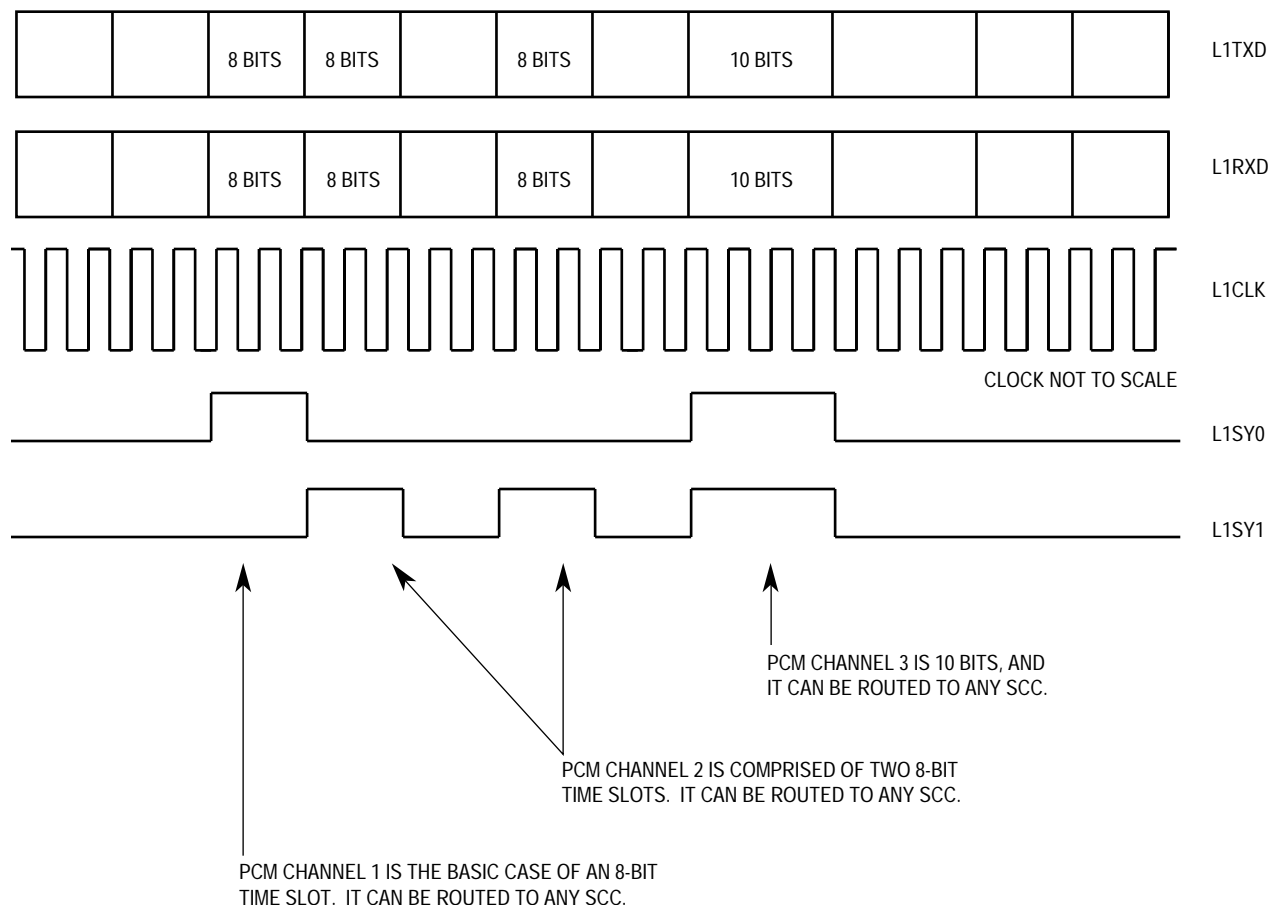 8 BITS 8 BITS 8 BITS 10 BITS L1TXD
8 BITS 8 BITS 8 BITS 10 BITS L1RXD
L1CLK
CLOCK NOT TO SCALE
L1SY0
L1SY1
PCM CHANNEL 3 IS 10 BITS, AND
IT CAN BE ROUTED TO ANY SCC.
PCM CHANNEL 2 IS COMPRISED OF TWO 8-BIT
TIME SLOTS. IT CAN BE ROUTED TO ANY SCC.
PCM CHANNEL 1 IS THE BASIC CASE OF AN 8-BIT
TIME SLOT. IT CAN BE ROUTED TO ANY SCC.